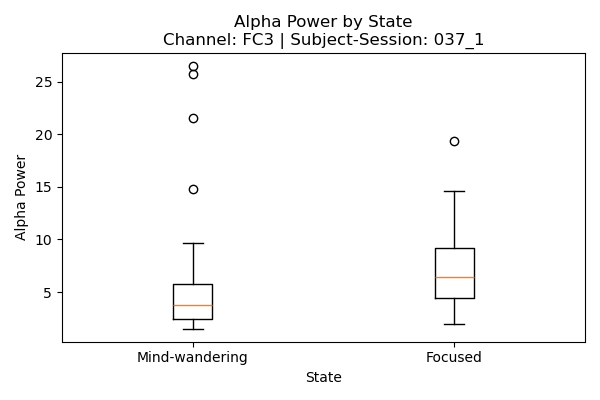 Alpha Power by State
Channel: FC3 | Subject-Session: 037_1
Alpha Power
25
20
15
10
5
Mind-wandering
Focused
State